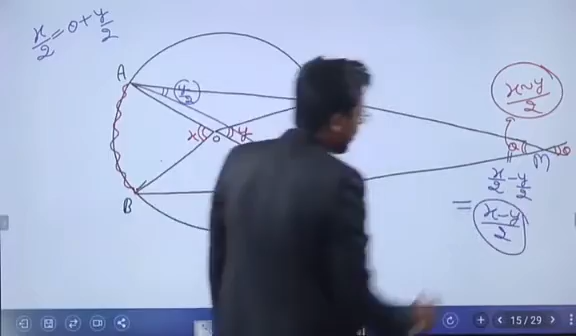 x/2 = θ + y/2
A
y/2
x
y
O
B
x~y/2
θ
θ
M
x/2 - y/2
= x-y/2
15 / 29